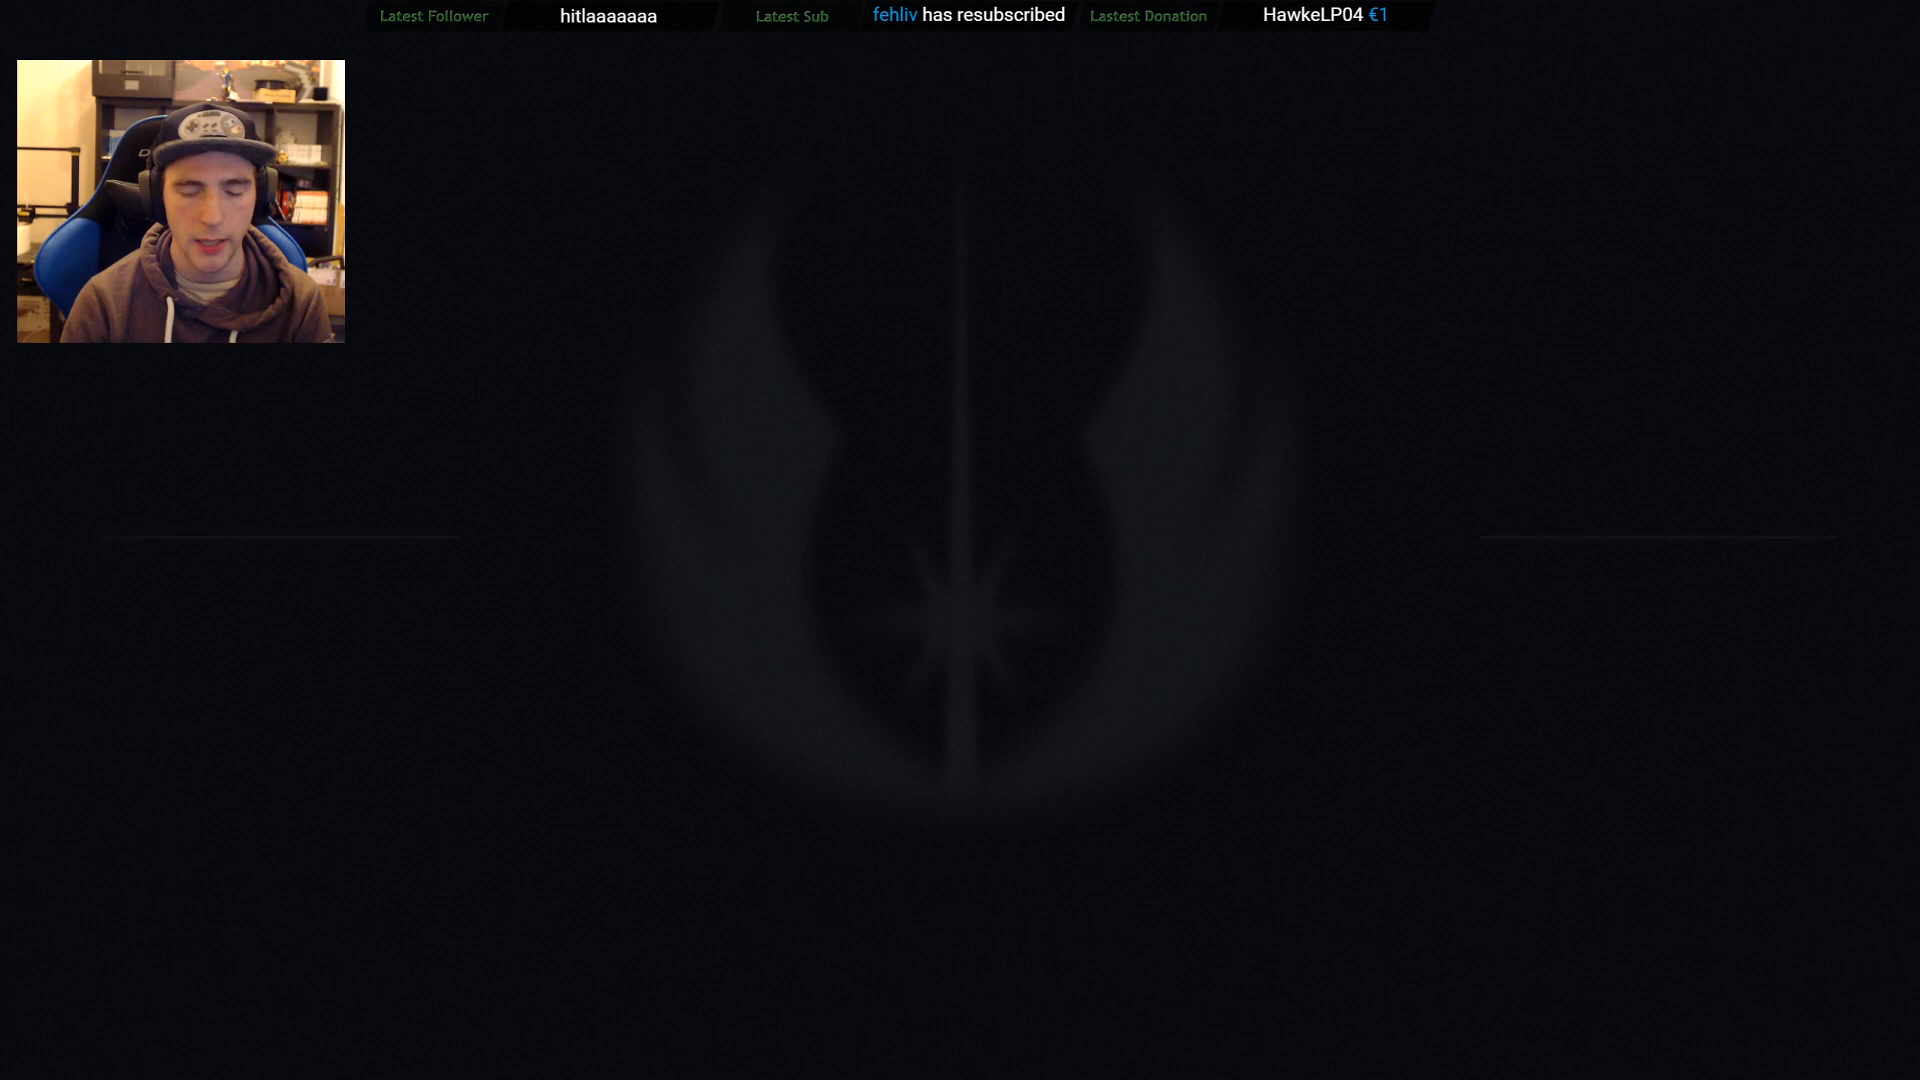 Latest Follower hitlaaaaaaa Latest Sub fehliv has resubscribed Lastest Donation HawkeLP04 €1